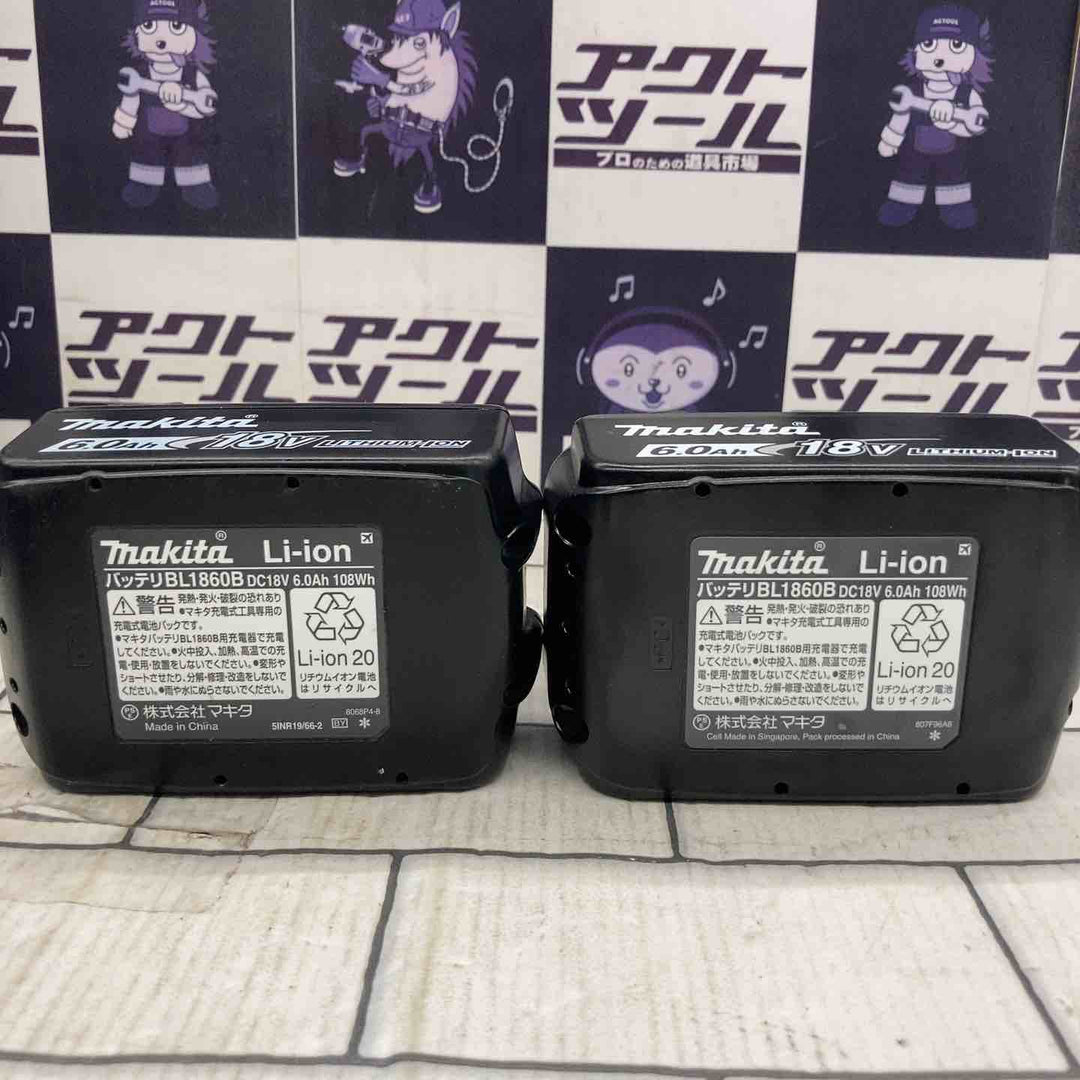 AGTOOL
アクト
ツール
プロのための道具市場
AGTOOL
アクト
ツール
アクト
ツール
アクト
ツール
makita®
6.0Ah 18V LITHIUM-ION
makita® Li-ion
バッテリBL1860B DC18V 6.0Ah 108Wh
警告 発熱・発火・破裂の恐れあり
●マキタ充電式工具専用の
充電式電池パックです。
●マキタバッテリBL1860B用充電器で充電
してください。●火中投入、加熱、高温での充
電・使用・放置をしないでください。●変形や
ショートさせたり、分解・修理・改造をしないで
ください。●雨や水にぬらさないでください。
Li-ion 20
リチウムイオン電池
はリサイクルへ
株式会社マキタ
8068P4-B
Made in China
5INR19/66-2 BY *
makita®
6.0Ah 18V LITHIUM-ION
makita® Li-ion
バッテリBL1860B DC18V 6.0Ah 108Wh
警告 発熱・発火・破裂の恐れあり
●マキタ充電式工具専用の
充電式電池パックです。
●マキタバッテリBL1860B用充電器で充電
してください。●火中投入、加熱、高温での充
電・使用・放置をしないでください。●変形や
ショートさせたり、分解・修理・改造をしないで
ください。●雨や水にぬらさないでください。
Li-ion 20
リチウムイオン電池
はリサイクルへ
株式会社マキタ
807F96AB
Cell Made in Singapore, Pack processed in China *